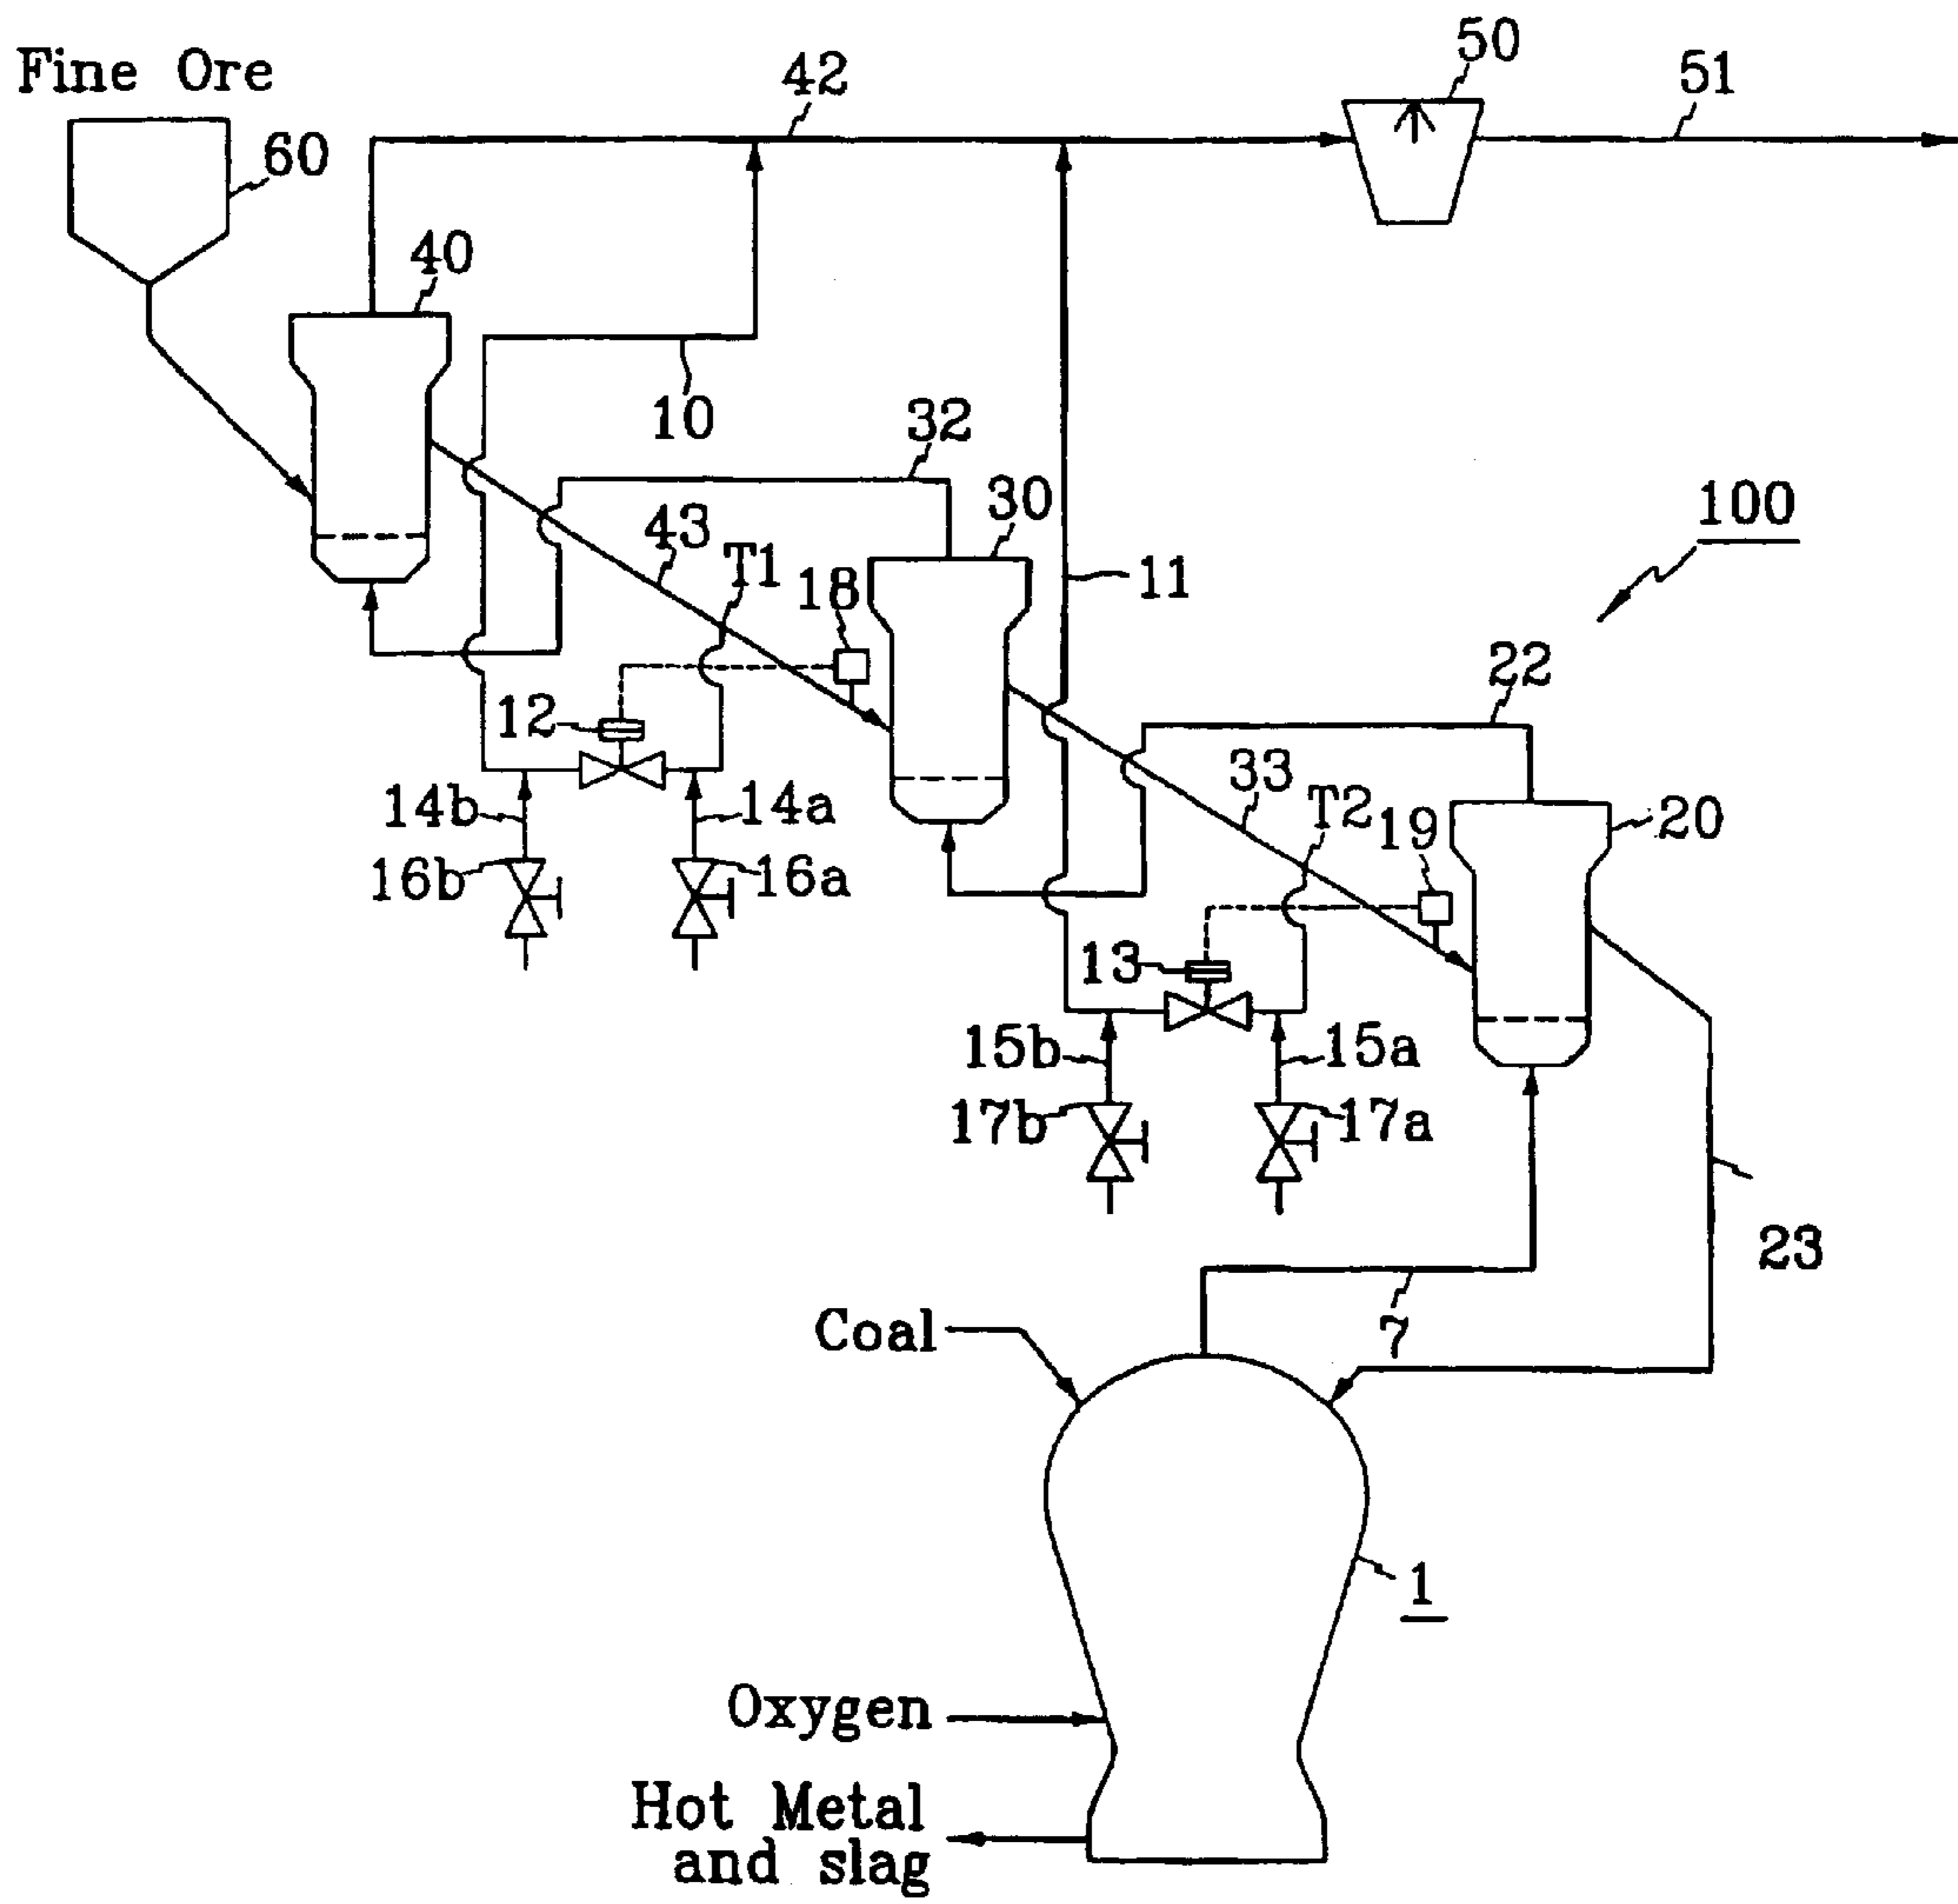 Fine Ore
60
42
50
51
40
10
32
30
43
T1
18
11
100
12
22
33
T2
19
20
14b
14a
16b
16a
13
15b
15a
17b
17a
23
7
Coal
1
Oxygen
Hot Metal
and slag